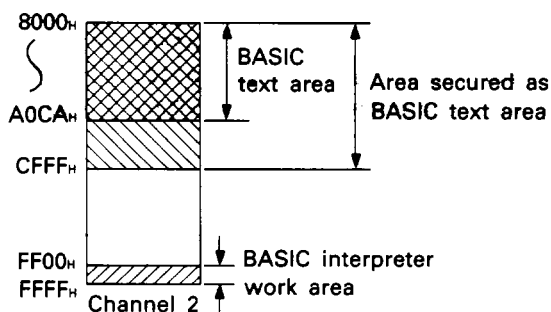 8000H
BASIC
text area
Area secured as
BASIC text area
A0CAH
CFFFH
FF00H
BASIC interpreter
work area
FFFFH
Channel 2